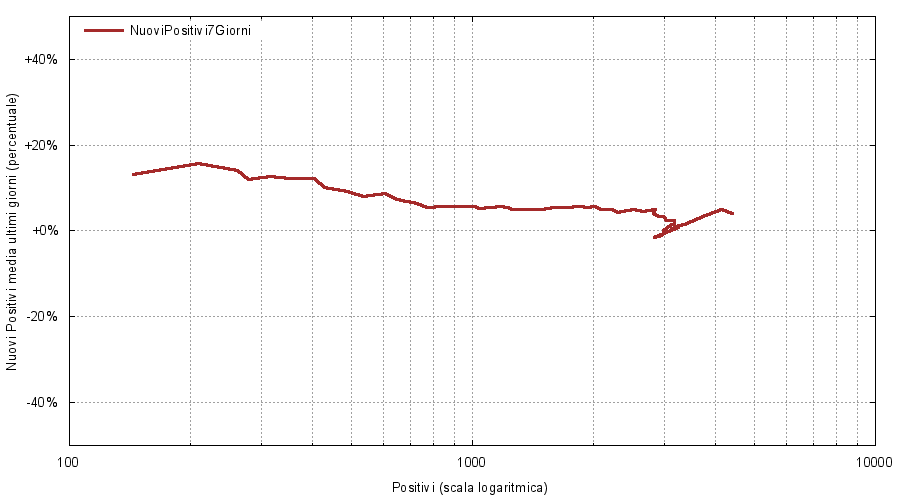 NuoviPositivi7Giorni
+40%
+20%
+0%
-20%
-40%
Nuovi Positivi media ultimi giorni (percentuale)
100
1000
10000
Positivi (scala logaritmica)